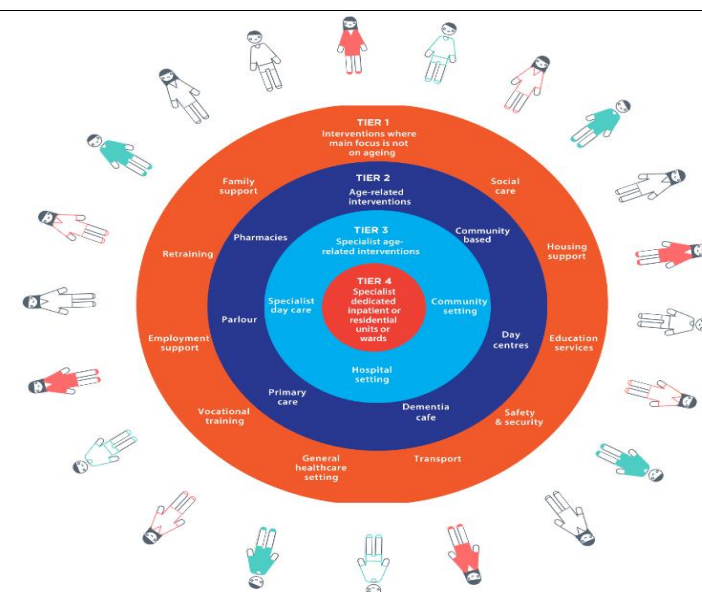 TIER 1
Interventions where
main focus is not
on ageing
Family
support
Social
care
Retraining
Housing
support
Employment
support
Education
services
Vocational
training
Safety
& security
General
healthcare
setting
Transport
TIER 2
Age-related
interventions
Pharmacies
Community
based
Parlour
Day
centres
Primary
care
Dementia
cafe
TIER 3
Specialist age-
related interventions
Specialist
day care
Community
setting
Hospital
setting
TIER 4
Specialist
dedicated
inpatient or
residential
units or
wards